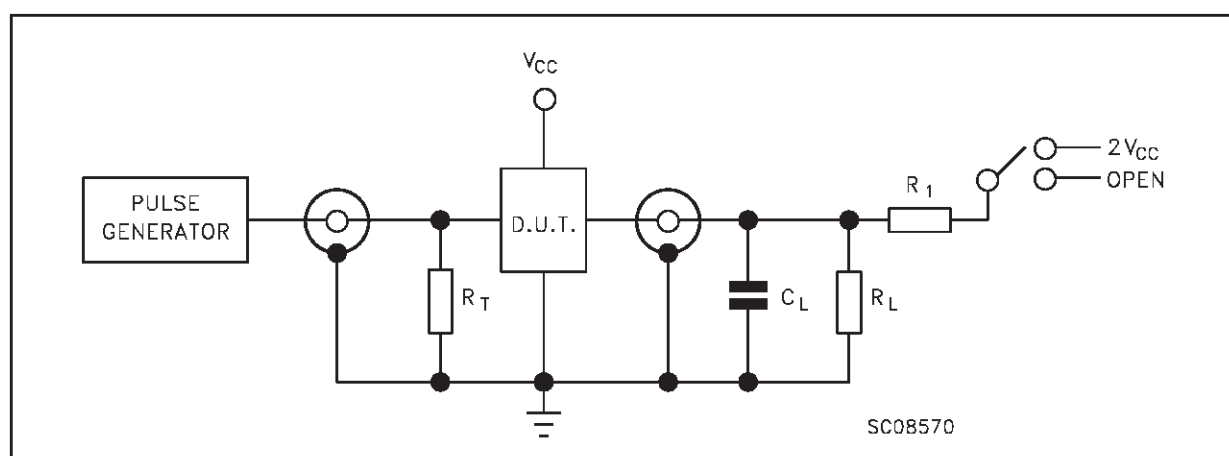 VCC
2VCC
OPEN
R1
PULSE
GENERATOR
D.U.T.
RT
CL
RL
SC08570